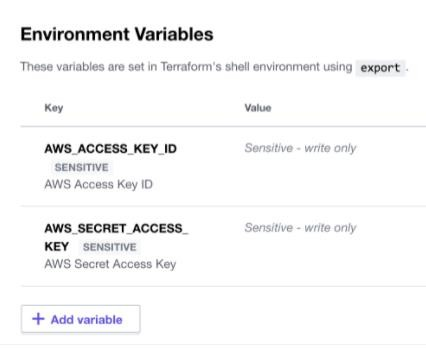 Environment Variables
These variables are set in Terraform's shell environment using export .
Key Value
AWS_ACCESS_KEY_ID Sensitive - write only
SENSITIVE
AWS Access Key ID
AWS_SECRET_ACCESS_ Sensitive - write only
KEY SENSITIVE
AWS Secret Access Key
+ Add variable